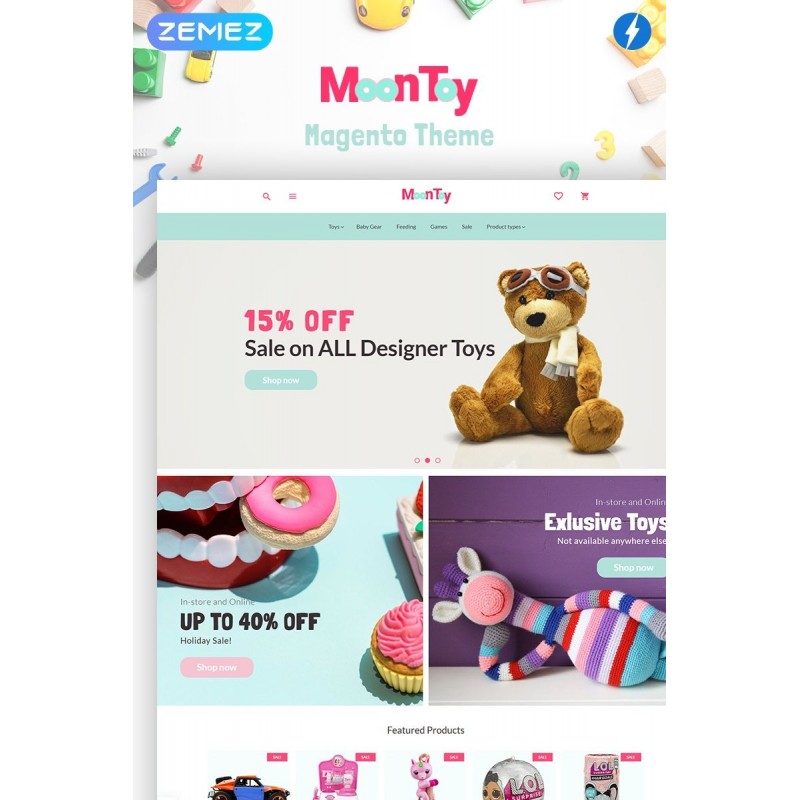 ZEMEZ
MoonToy
Magento Theme
MoonToy
Toys Baby Gear Feeding Games Sale Product types
15% OFF
Sale on ALL Designer Toys
Shop now
In-store and Online
UP TO 40% OFF
Holiday Sale!
Shop now
In-store and Onlin
Exlusive Toys
Not available anywhere else
Shop now
Featured Products
SALE SALE SALE SALE SALE
LOL
SURPRISE
LOL
SURPRISE